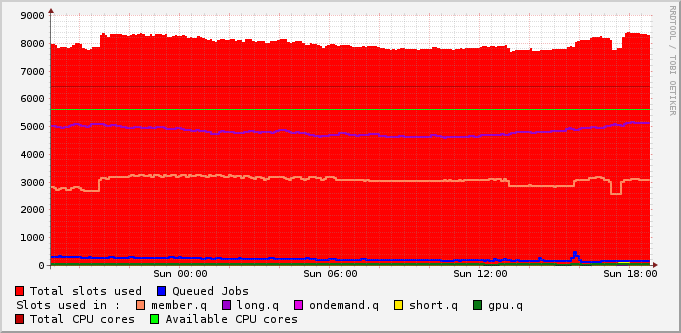 9000
8000
7000
6000
5000
4000
3000
2000
1000
0
Sun 00:00 Sun 06:00 Sun 12:00 Sun 18:00
Total slots used Queued Jobs
Slots used in : member.q long.q ondemand.q short.q gpu.q
Total CPU cores Available CPU cores
RRDTOOL / TOBI OETIKER